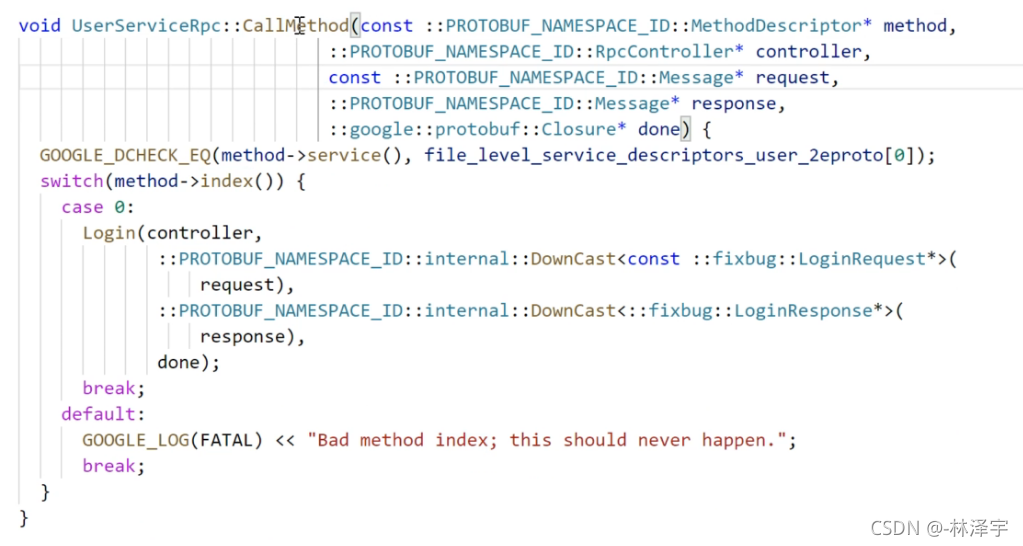 void UserServiceRpc::CallMethod(const ::PROTOBUF_NAMESPACE_ID::MethodDescriptor* method,
::PROTOBUF_NAMESPACE_ID::RpcController* controller,
const ::PROTOBUF_NAMESPACE_ID::Message* request,
::PROTOBUF_NAMESPACE_ID::Message* response,
::google::protobuf::Closure* done) {
GOOGLE_DCHECK_EQ(method->service(), file_level_service_descriptors_user_2eproto[0]);
switch(method->index()) {
case 0:
Login(controller,
::PROTOBUF_NAMESPACE_ID::internal::DownCast<const ::fixbug::LoginRequest*>(
request),
::PROTOBUF_NAMESPACE_ID::internal::DownCast<::fixbug::LoginResponse*>(
response),
done);
break;
default:
GOOGLE_LOG(FATAL) << "Bad method index; this should never happen.";
break;
}
}
CSDN @-林泽宇